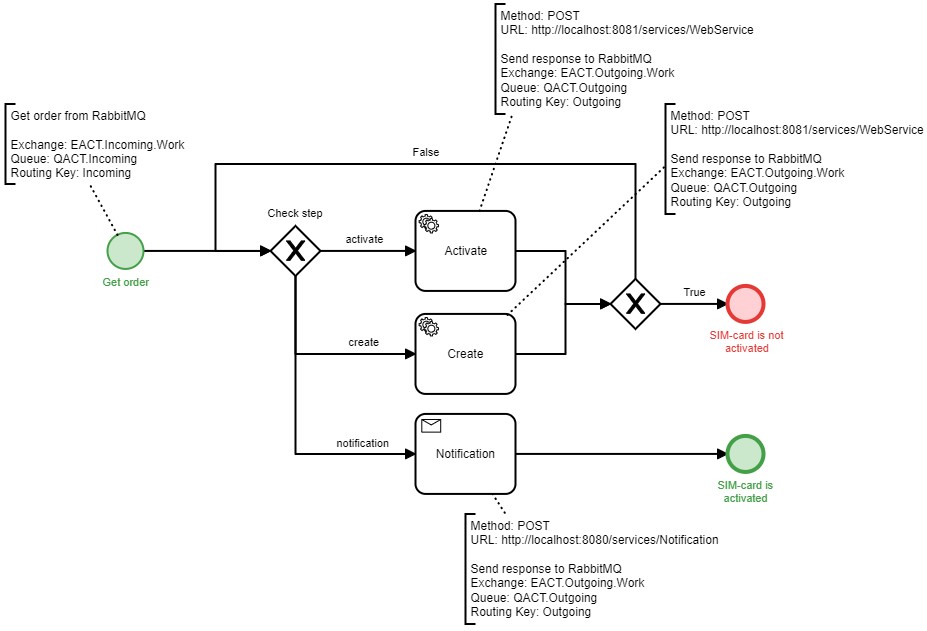 Method: POST
URL: http://localhost:8081/services/WebService
Send response to RabbitMQ
Exchange: EACT.Outgoing.Work
Queue: QACT.Outgoing
Routing Key: Outgoing
Get order from RabbitMQ
Exchange: EACT.Incoming.Work
Queue: QACT.Incoming
Routing Key: Incoming
Method: POST
URL: http://localhost:8081/services/WebService
Send response to RabbitMQ
Exchange: EACT.Outgoing.Work
Queue: QACT.Outgoing
Routing Key: Outgoing
False
Check step
Get order
activate
Activate
create
Create
True
SIM-card is not
activated
notification
Notification
SIM-card is
activated
Method: POST
URL: http://localhost:8080/services/Notification
Send response to RabbitMQ
Exchange: EACT.Outgoing.Work
Queue: QACT.Outgoing
Routing Key: Outgoing